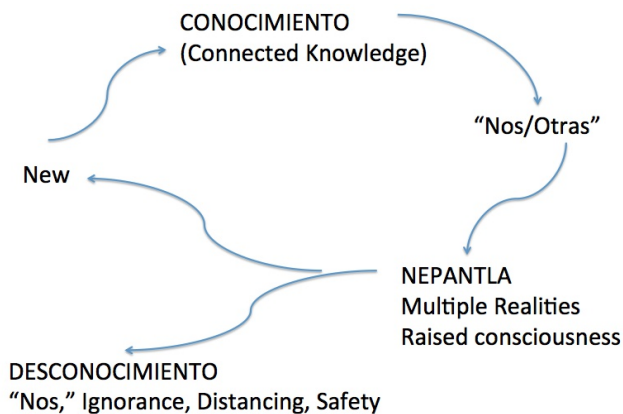 CONOCIMIENTO
(Connected Knowledge)
“Nos/Otras”
New
NEPANTLA
Multiple Realities
Raised consciousness
DESCONOCIMIENTO
“Nos,” Ignorance, Distancing, Safety